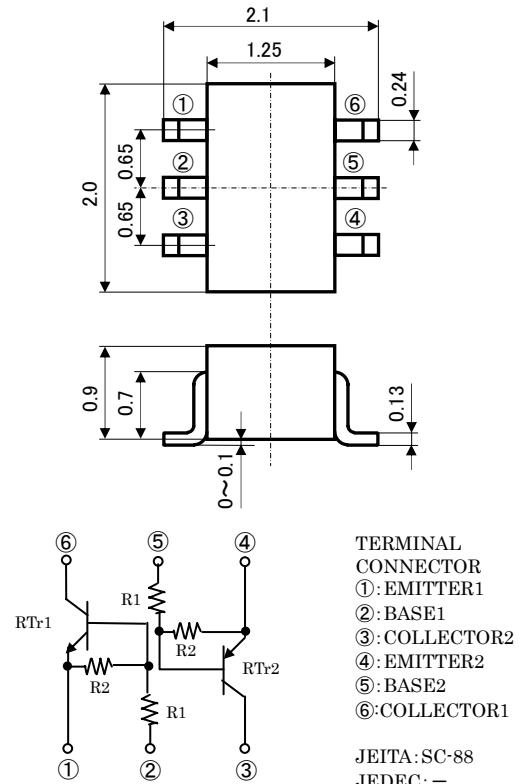 2.1
1.25
① ⑥
0.24
0.65
② ⑤
2.0
0.65
③ ④
0.9
0.7
0.13
0～0.1
⑥ ⑤ ④
R1
RTr1
R2
R2
RTr2
R1
① ② ③
TERMINAL
CONNECTOR
①:EMITTER1
②:BASE1
③:COLLECTOR2
④:EMITTER2
⑤:BASE2
⑥:COLLECTOR1
JEITA:SC-88
JEDEC:－